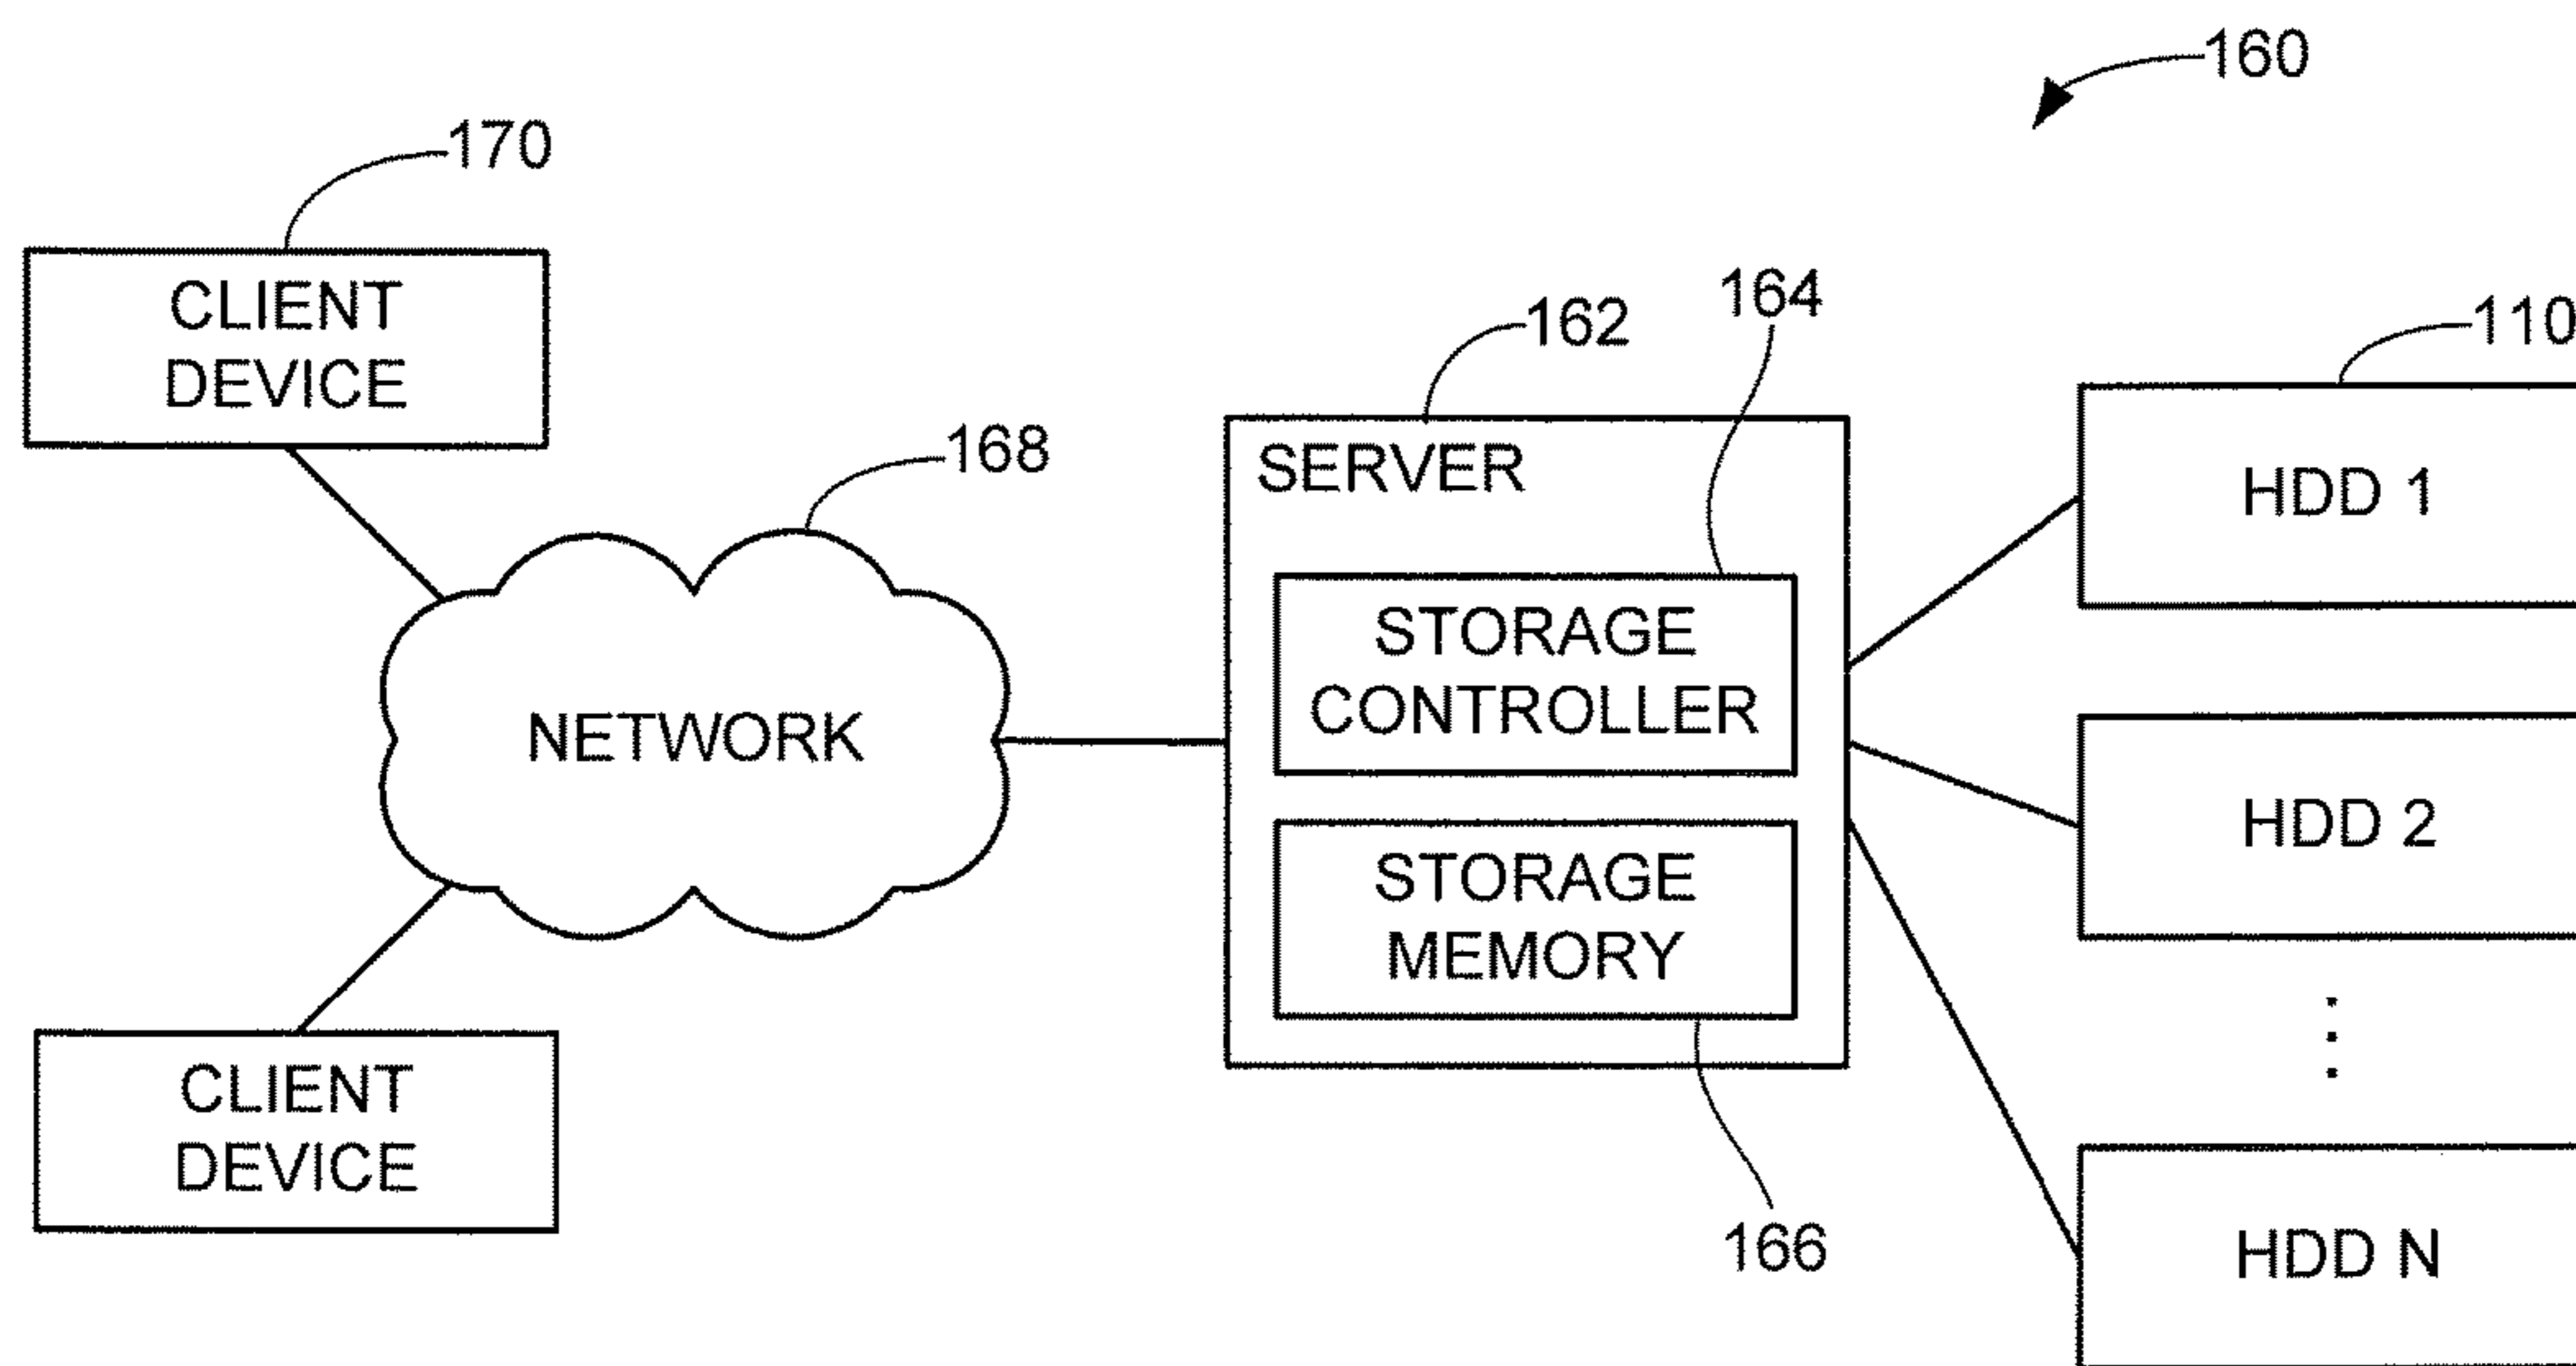 160
170
CLIENT
DEVICE
168
NETWORK
CLIENT
DEVICE
162
164
SERVER
STORAGE
CONTROLLER
STORAGE
MEMORY
166
110
HDD 1
HDD 2
HDD N